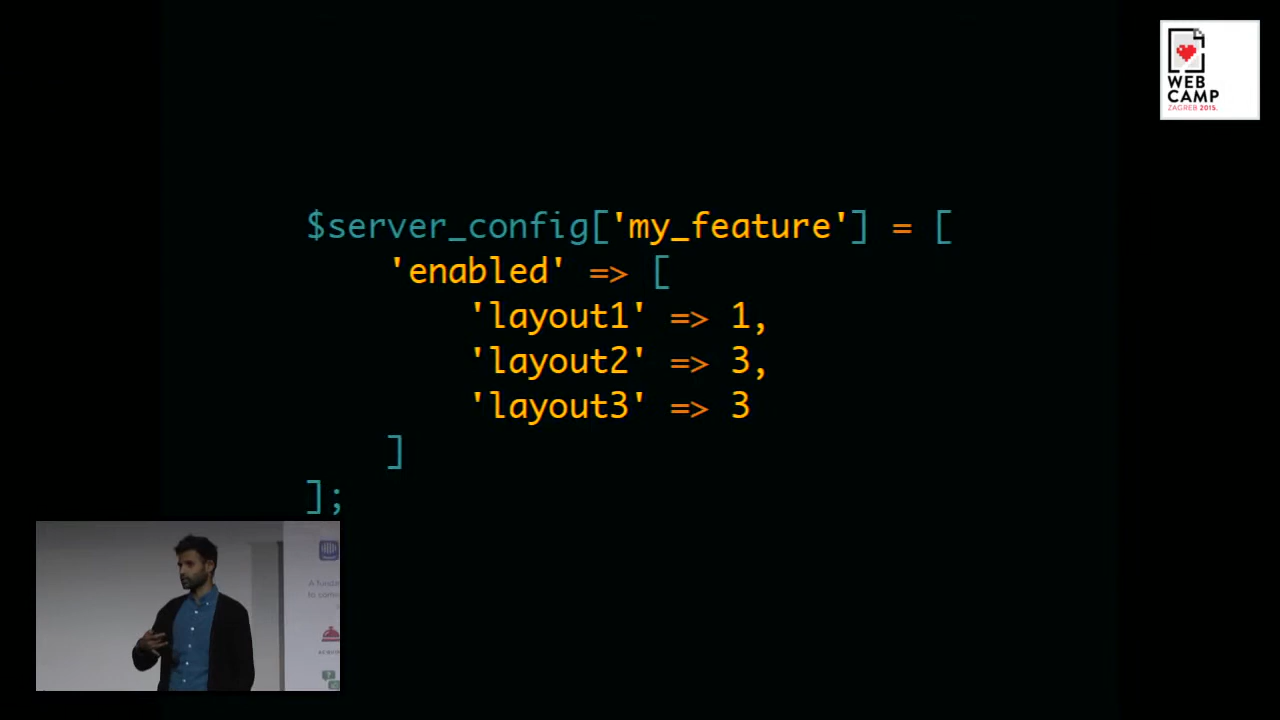 WEB
CAMP
ZAGREB 2015.
$server_config['my_feature'] = [
    'enabled' => [
        'layout1' => 1,
        'layout2' => 3,
        'layout3' => 3
    ]
];